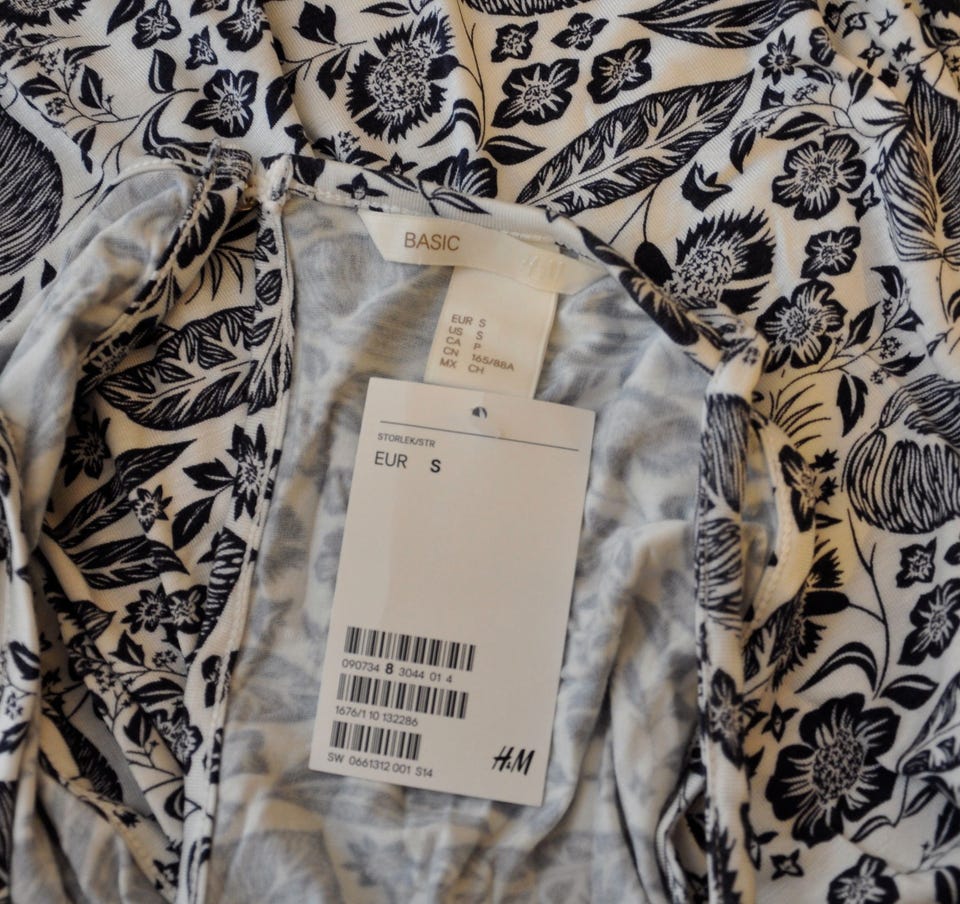 BASIC
H&M
EUR S
US S
CA P
CN 165/88A
MX CH
STORLEK/STR
EUR S
090734 8 3044 01 4
1676/1 10 132286
SW 0661312 001 S14
H&M